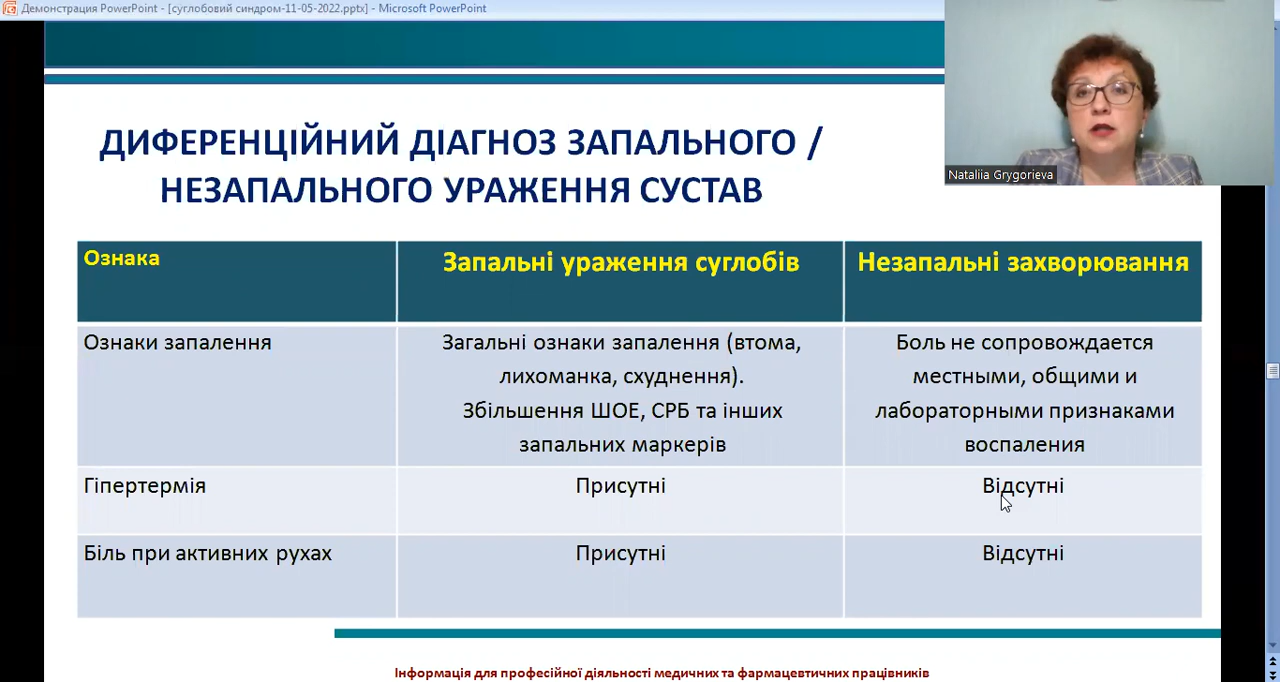 Демонстрация PowerPoint - [суглобовий синдром-11-05-2022.pptx] - Microsoft PowerPoint
Nataliia Grygorieva
ДИФЕРЕНЦІЙНИЙ ДІАГНОЗ ЗАПАЛЬНОГО /
НЕЗАПАЛЬНОГО УРАЖЕННЯ СУСТАВ
Ознака
Запальні ураження суглобів
Незапальні захворювання
Ознаки запалення
Загальні ознаки запалення (втома,
лихоманка, схуднення).
Збільшення ШОЕ, СРБ та інших
запальних маркерів
Боль не сопровождается
местными, общими и
лабораторными признаками
воспаления
Гіпертермія
Присутні
Відсутні
Біль при активних рухах
Присутні
Відсутні
Інформація для професійної діяльності медичних та фармацевтичних працівників